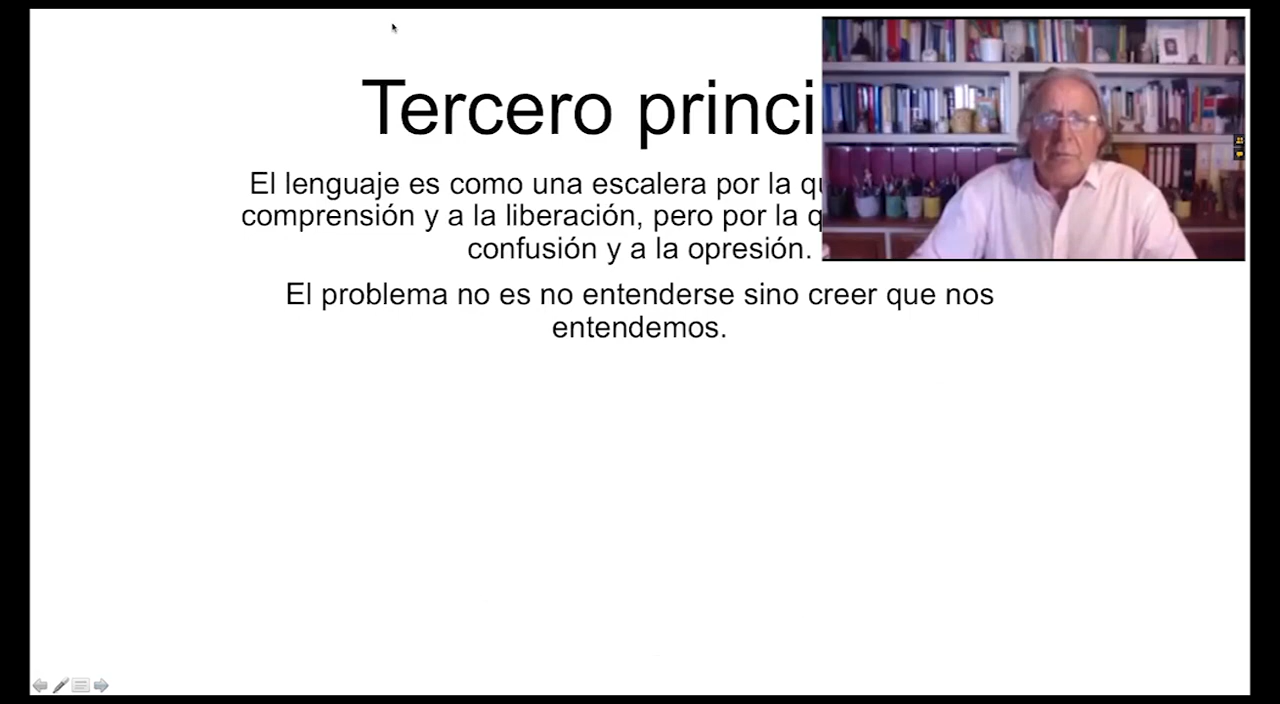 Tercero princi
El lenguaje es como una escalera por la qu
comprensión y a la liberación, pero por la q
confusión y a la opresión.
El problema no es no entenderse sino creer que nos
entendemos.